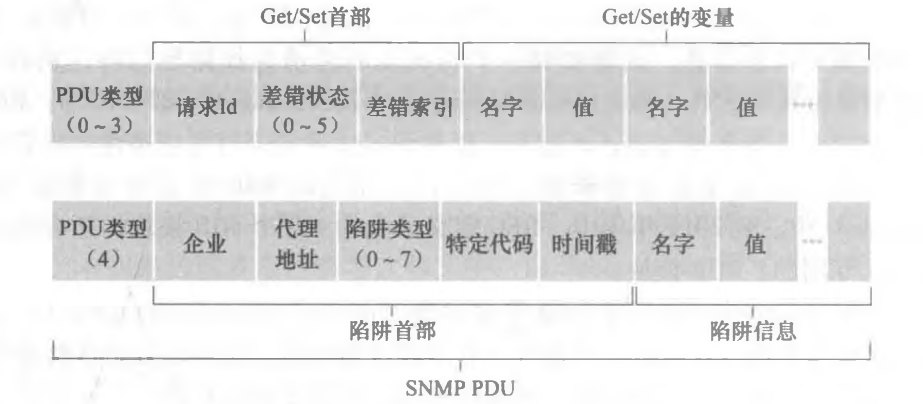 Get/Set首部 Get/Set的变量
PDU类型 请求Id 差错状态 差错索引 名字 值 名字 值 ...
(0~3) (0~5)
PDU类型 企业 代理 陷阱类型 特定代码 时间戳 名字 值 ...
(4) 地址 (0~7)
陷阱首部 陷阱信息
SNMP PDU